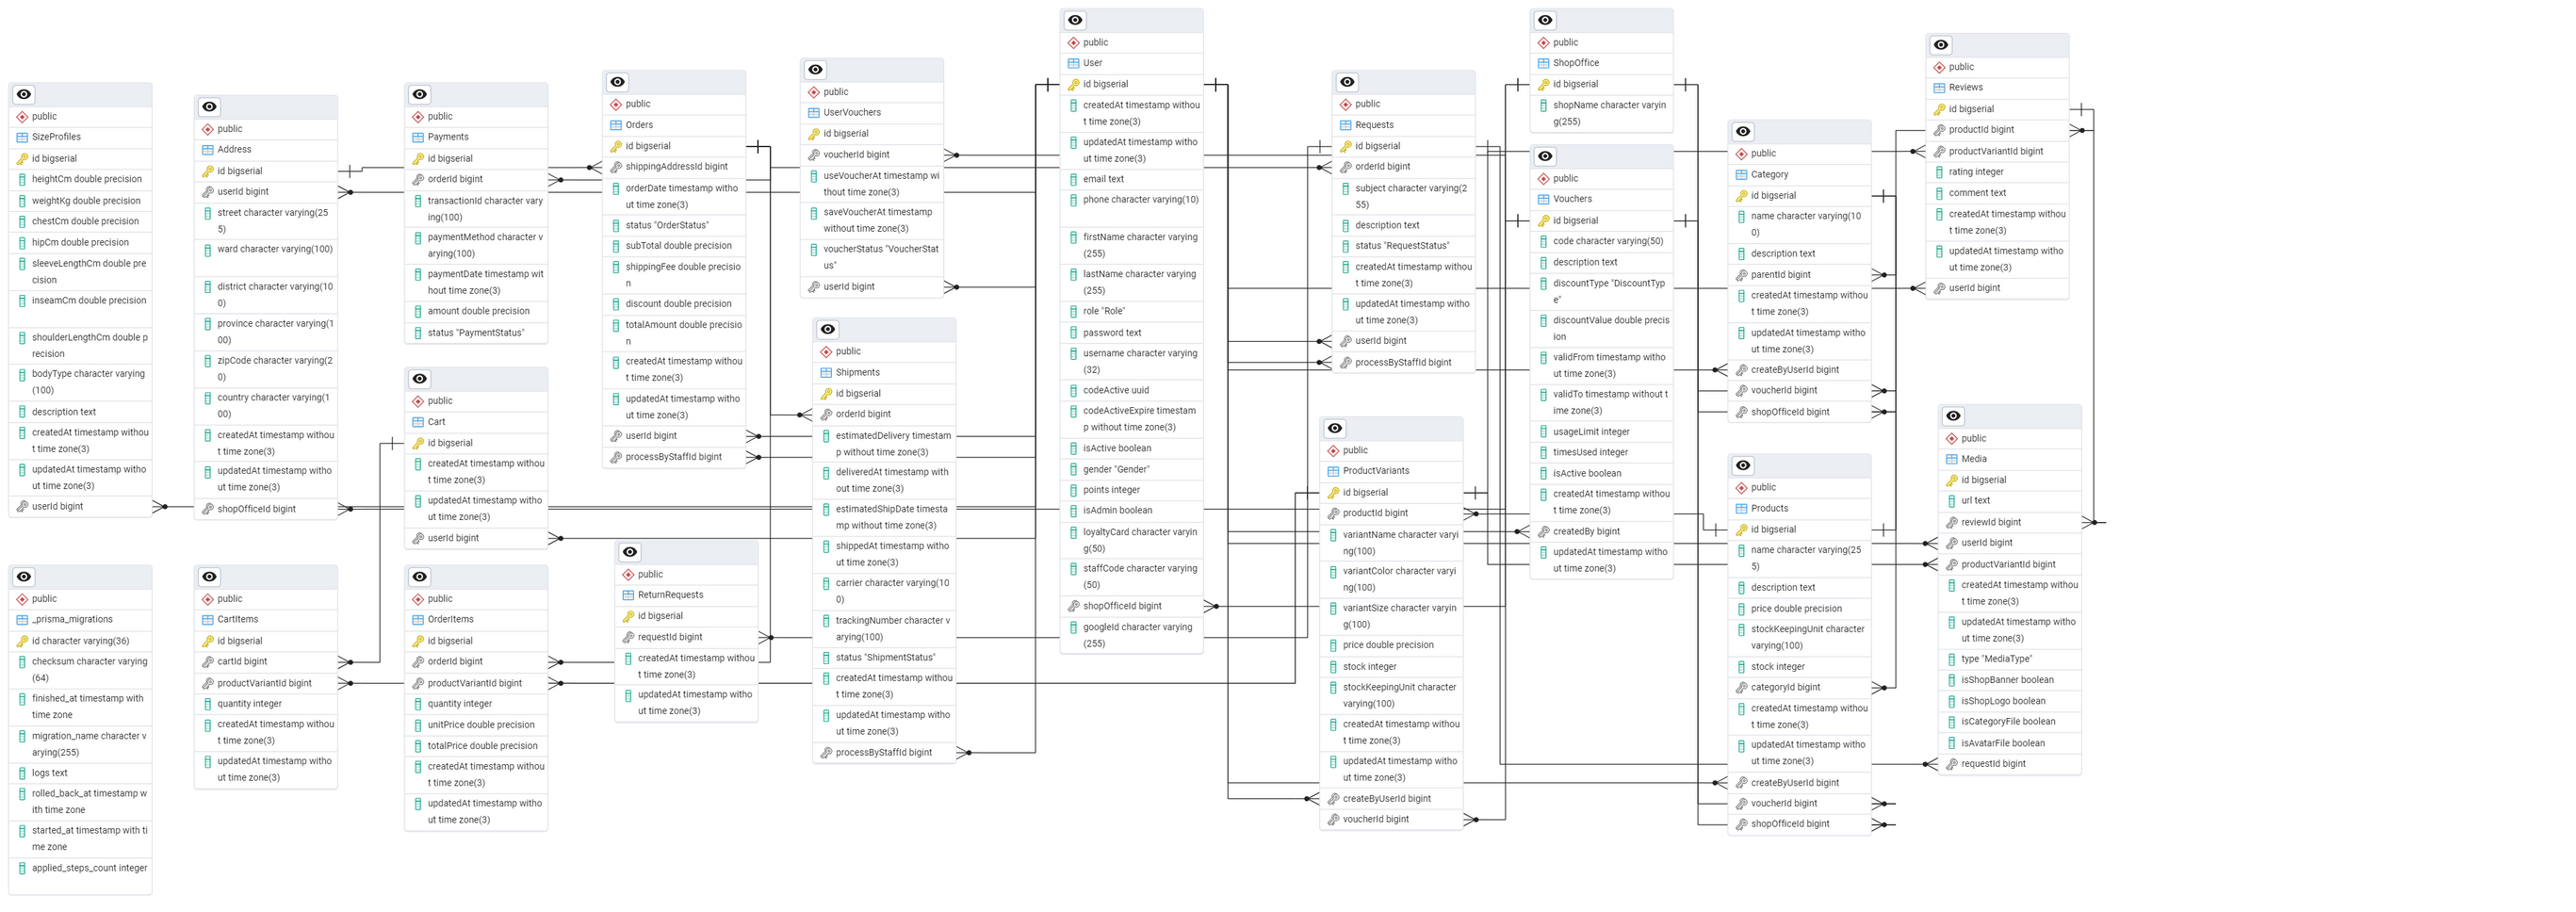 public
SizeProfiles
id bigserial
heightCm double precision
weightKg double precision
chestCm double precision
hipCm double precision
sleeveLengthCm double pre
cision
inseamCm double precision
shoulderLengthCm double p
recision
bodyType character varying
(100)
description text
createdAt timestamp withou
t time zone(3)
updatedAt timestamp witho
ut time zone(3)
userId bigint
public
_prisma_migrations
id character varying(36)
checksum character varying
(64)
finished_at timestamp with
time zone
migration_name character v
arying(255)
logs text
rolled_back_at timestamp w
ith time zone
started_at timestamp with ti
me zone
applied_steps_count integer
public
Address
id bigserial
userId bigint
street character varying(25
5)
ward character varying(100)
district character varying(10
0)
province character varying(1
00)
zipCode character varying(2
0)
country character varying(1
00)
createdAt timestamp withou
t time zone(3)
updatedAt timestamp witho
ut time zone(3)
shopOfficeId bigint
public
CartItems
id bigserial
cartId bigint
productVariantId bigint
quantity integer
createdAt timestamp withou
t time zone(3)
updatedAt timestamp witho
ut time zone(3)
public
Payments
id bigserial
orderId bigint
transactionId character vary
ing(100)
paymentMethod character v
arying(100)
paymentDate timestamp wit
hout time zone(3)
amount double precision
status "PaymentStatus"
public
Cart
id bigserial
createdAt timestamp withou
t time zone(3)
updatedAt timestamp witho
ut time zone(3)
userId bigint
public
OrderItems
id bigserial
orderId bigint
productVariantId bigint
quantity integer
unitPrice double precision
totalPrice double precision
createdAt timestamp withou
t time zone(3)
updatedAt timestamp witho
ut time zone(3)
public
Orders
id bigserial
shippingAddressId bigint
orderDate timestamp witho
ut time zone(3)
status "OrderStatus"
subTotal double precision
shippingFee double precisio
n
discount double precision
totalAmount double precisio
n
createdAt timestamp withou
t time zone(3)
updatedAt timestamp witho
ut time zone(3)
userId bigint
processByStaffId bigint
public
ReturnRequests
id bigserial
requestId bigint
createdAt timestamp withou
t time zone(3)
updatedAt timestamp witho
ut time zone(3)
public
UserVouchers
id bigserial
voucherId bigint
useVoucherAt timestamp wi
thout time zone(3)
saveVoucherAt timestamp
without time zone(3)
voucherStatus "VoucherStat
us"
userId bigint
public
Shipments
id bigserial
orderId bigint
estimatedDelivery timestam
p without time zone(3)
deliveredAt timestamp with
out time zone(3)
estimatedShipDate timesta
mp without time zone(3)
shippedAt timestamp witho
ut time zone(3)
carrier character varying(10
0)
trackingNumber character v
arying(100)
status "ShipmentStatus"
createdAt timestamp withou
t time zone(3)
updatedAt timestamp witho
ut time zone(3)
processByStaffId bigint
public
User
id bigserial
createdAt timestamp withou
t time zone(3)
updatedAt timestamp witho
ut time zone(3)
email text
phone character varying(10)
firstName character varying
(255)
lastName character varying
(255)
role "Role"
password text
username character varying
(32)
codeActive uuid
codeActiveExpire timestam
p without time zone(3)
isActive boolean
gender "Gender"
points integer
isAdmin boolean
loyaltyCard character varyin
g(50)
staffCode character varying
(50)
shopOfficeId bigint
googleId character varying
(255)
public
Requests
id bigserial
orderId bigint
subject character varying(2
55)
description text
status "RequestStatus"
createdAt timestamp withou
t time zone(3)
updatedAt timestamp witho
ut time zone(3)
userId bigint
processByStaffId bigint
public
ProductVariants
id bigserial
productId bigint
variantName character varyi
ng(100)
variantColor character varyi
ng(100)
variantSize character varyin
g(100)
price double precision
stock integer
stockKeepingUnit character
varying(100)
createdAt timestamp withou
t time zone(3)
updatedAt timestamp witho
ut time zone(3)
createByUserId bigint
voucherId bigint
public
ShopOffice
id bigserial
shopName character varyin
g(255)
public
Vouchers
id bigserial
code character varying(50)
description text
discountType "DiscountTyp
e"
discountValue double precis
ion
validFrom timestamp witho
ut time zone(3)
validTo timestamp without t
ime zone(3)
usageLimit integer
timesUsed integer
isActive boolean
createdAt timestamp withou
t time zone(3)
createdBy bigint
updatedAt timestamp witho
ut time zone(3)
public
Category
id bigserial
name character varying(10
0)
description text
parentId bigint
createdAt timestamp withou
t time zone(3)
updatedAt timestamp witho
ut time zone(3)
createByUserId bigint
voucherId bigint
shopOfficeId bigint
public
Products
id bigserial
name character varying(25
5)
description text
price double precision
stockKeepingUnit character
varying(100)
stock integer
categoryId bigint
createdAt timestamp withou
t time zone(3)
updatedAt timestamp witho
ut time zone(3)
createByUserId bigint
voucherId bigint
shopOfficeId bigint
public
Reviews
id bigserial
productId bigint
productVariantId bigint
rating integer
comment text
createdAt timestamp withou
t time zone(3)
updatedAt timestamp witho
ut time zone(3)
userId bigint
public
Media
id bigserial
url text
reviewId bigint
userId bigint
productVariantId bigint
createdAt timestamp withou
t time zone(3)
updatedAt timestamp witho
ut time zone(3)
type "MediaType"
isShopBanner boolean
isShopLogo boolean
isCategoryFile boolean
isAvatarFile boolean
requestId bigint